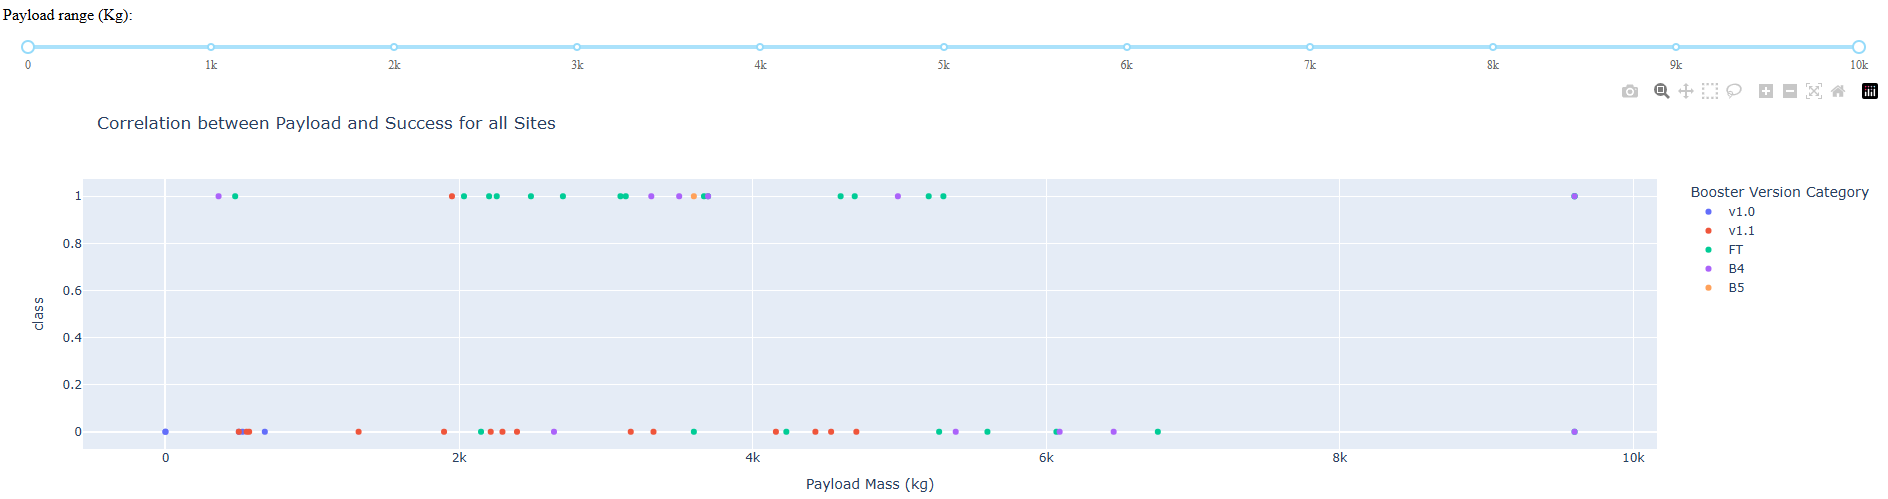 Payload range (Kg):
0 1k 2k 3k 4k 5k 6k 7k 8k 9k 10k
Correlation between Payload and Success for all Sites
1
0.8
0.6
0.4
0.2
0
class
0 2k 4k 6k 8k 10k
Payload Mass (kg)
Booster Version Category
v1.0
v1.1
FT
B4
B5